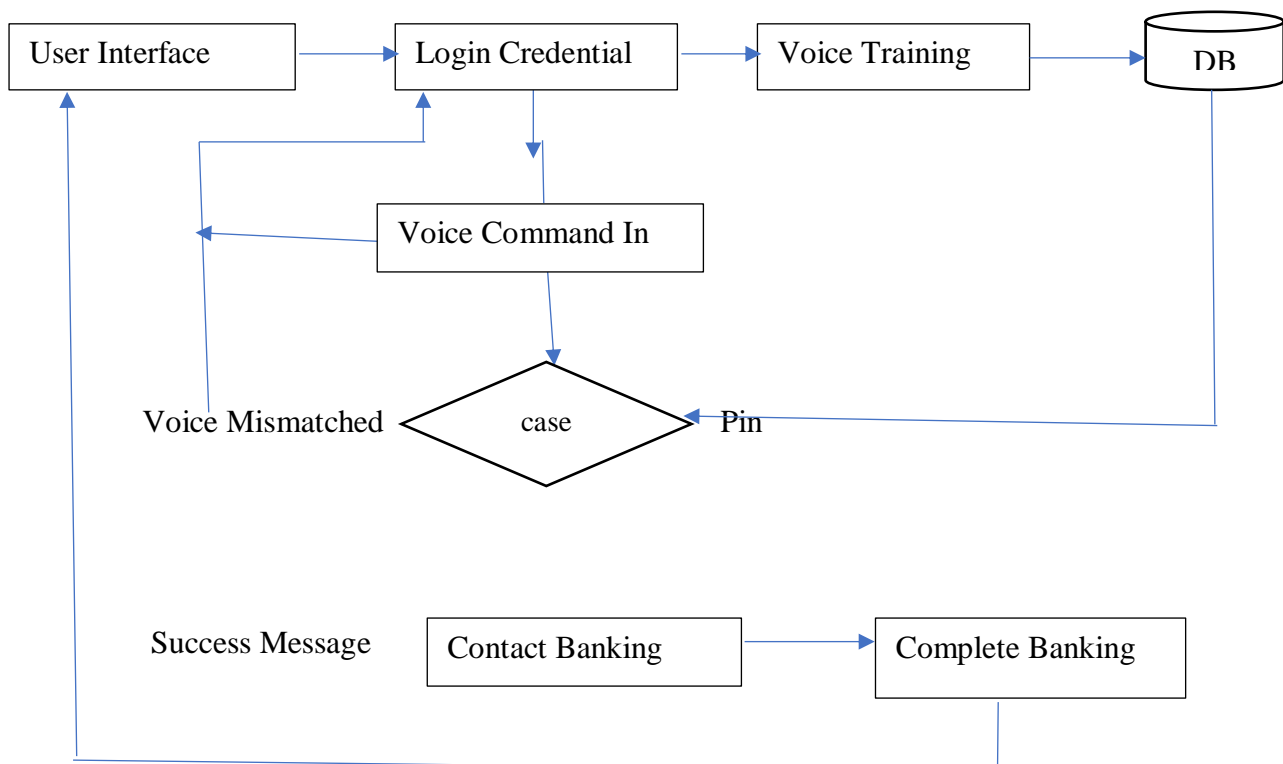 User Interface
Login Credential
Voice Training
DB
Voice Command In
Voice Mismatched
case
Pin
Success Message
Contact Banking
Complete Banking